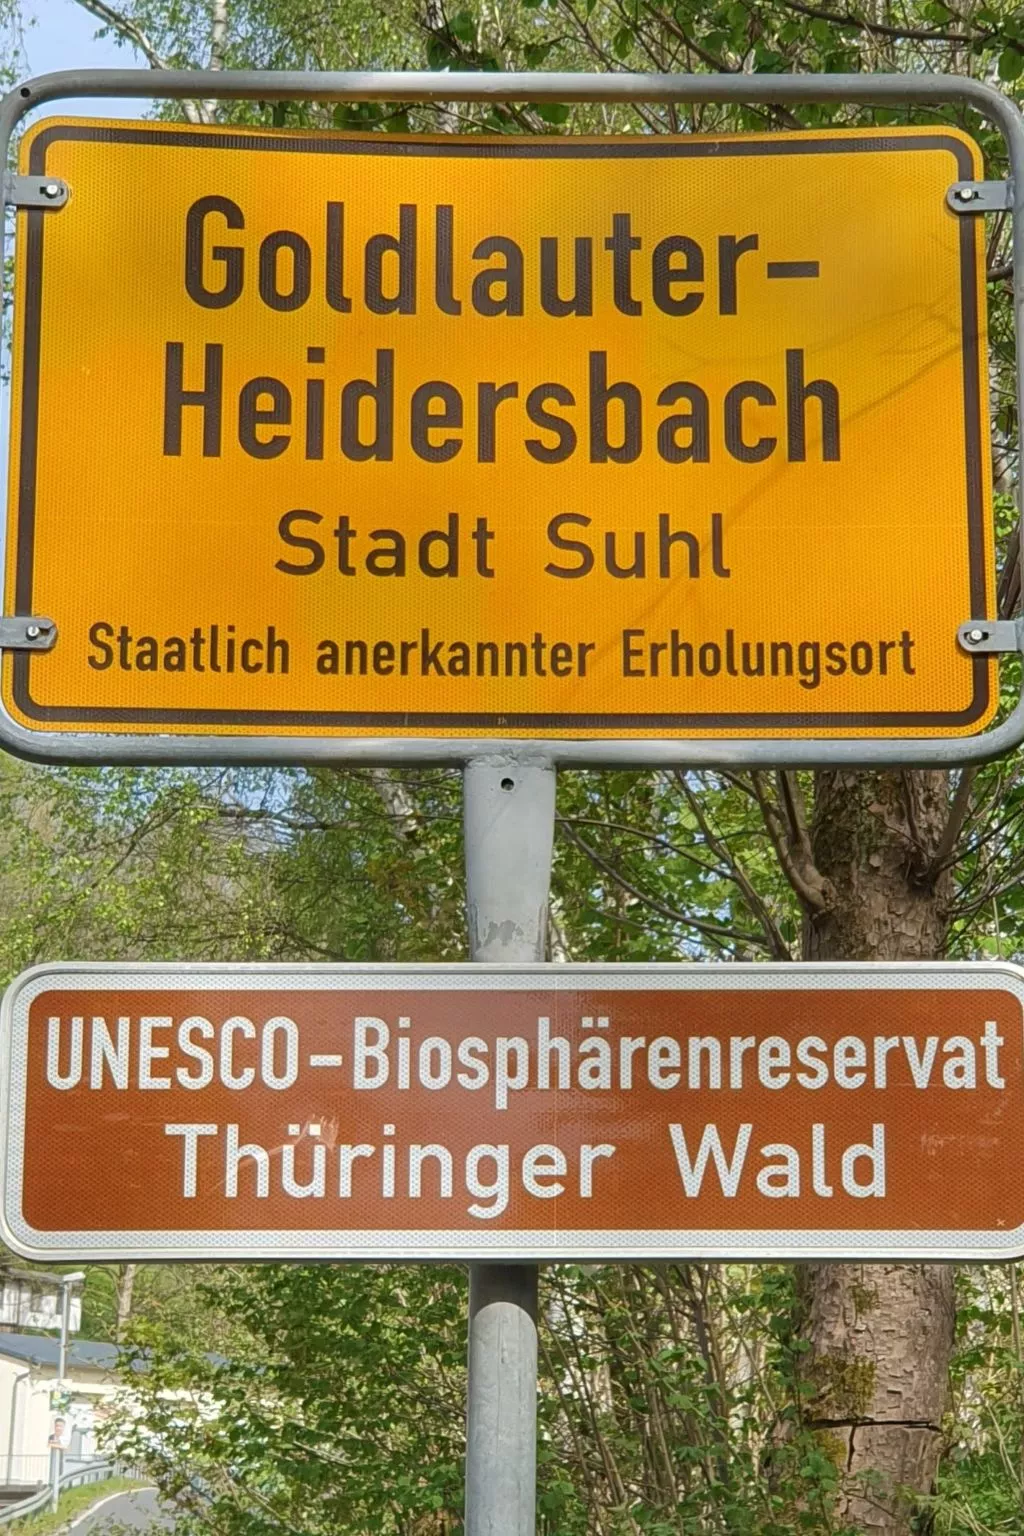 Goldlauter-
Heidersbach
Stadt Suhl
Staatlich anerkannter Erholungsort
UNESCO-Biosphärenreservat
Thüringer Wald